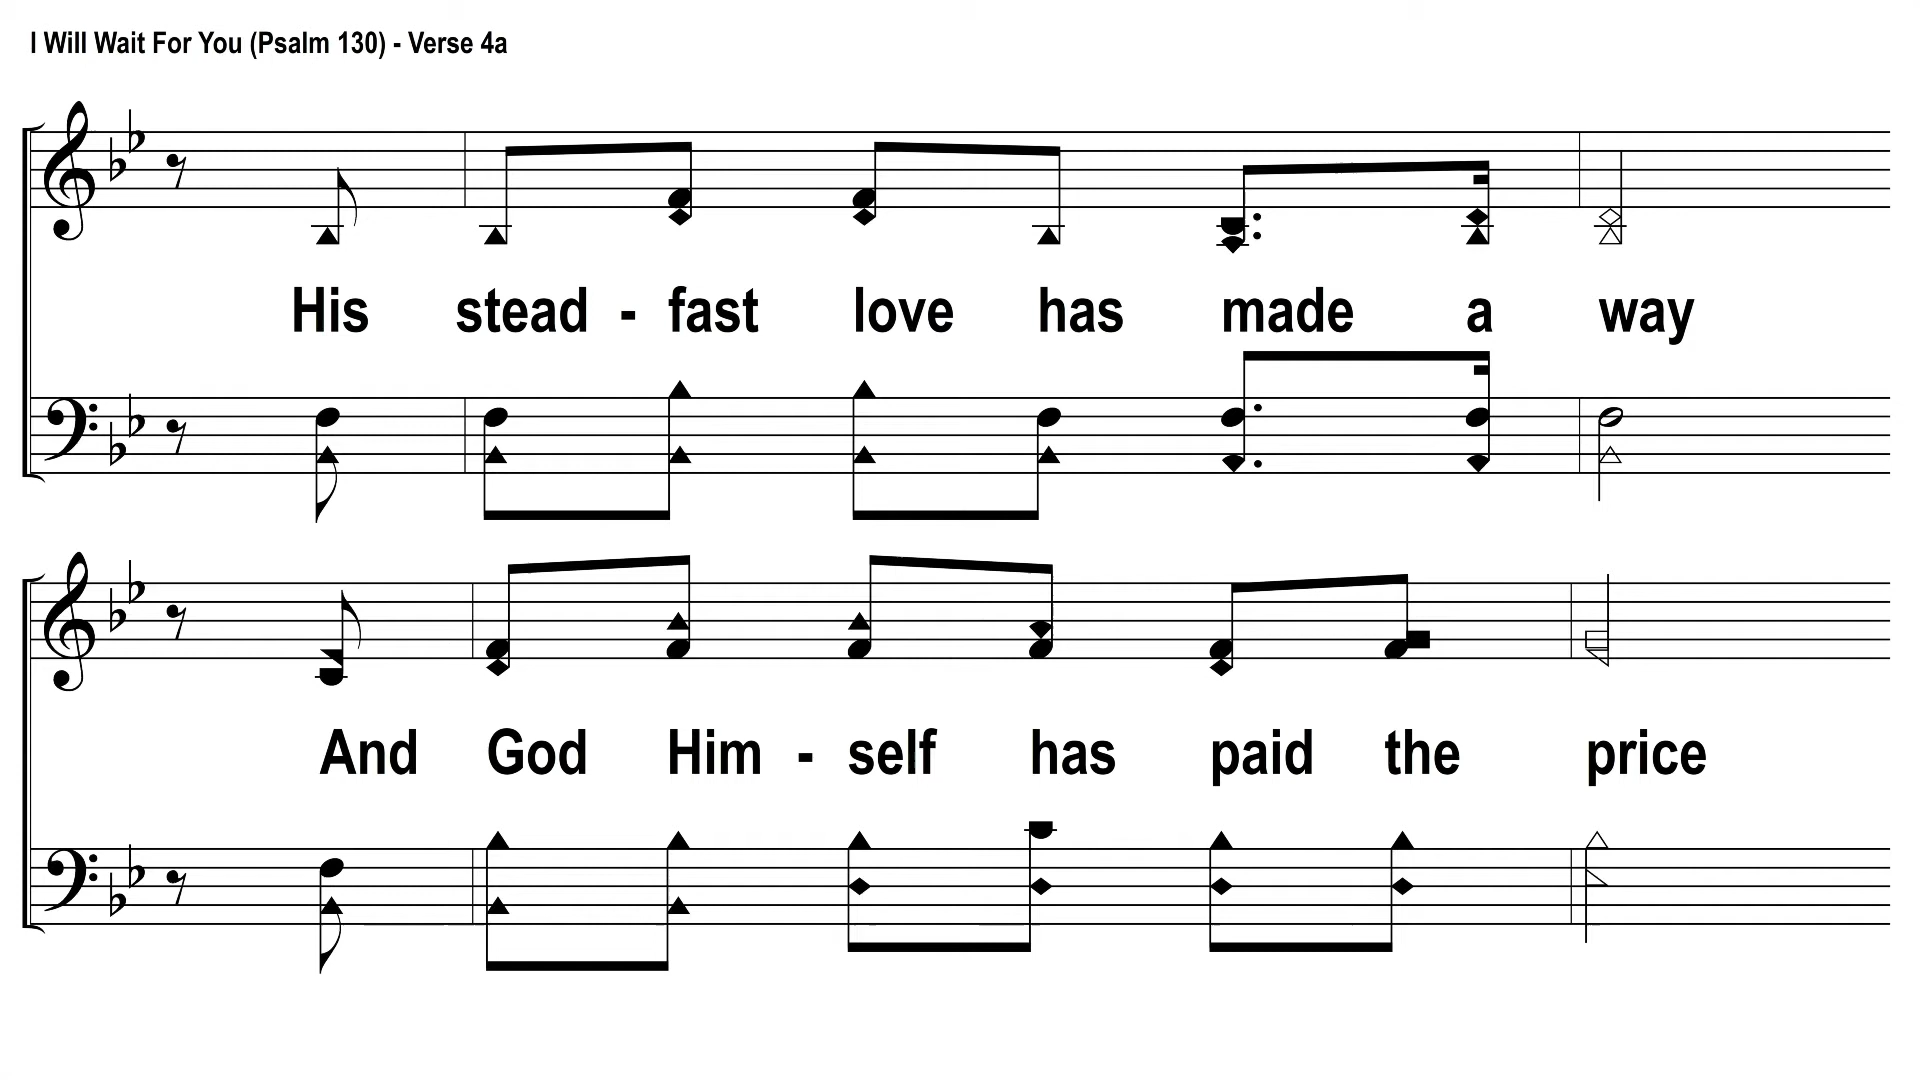 I Will Wait For You (Psalm 130) - Verse 4a
His stead - fast love has made a way
And God Him - self has paid the price